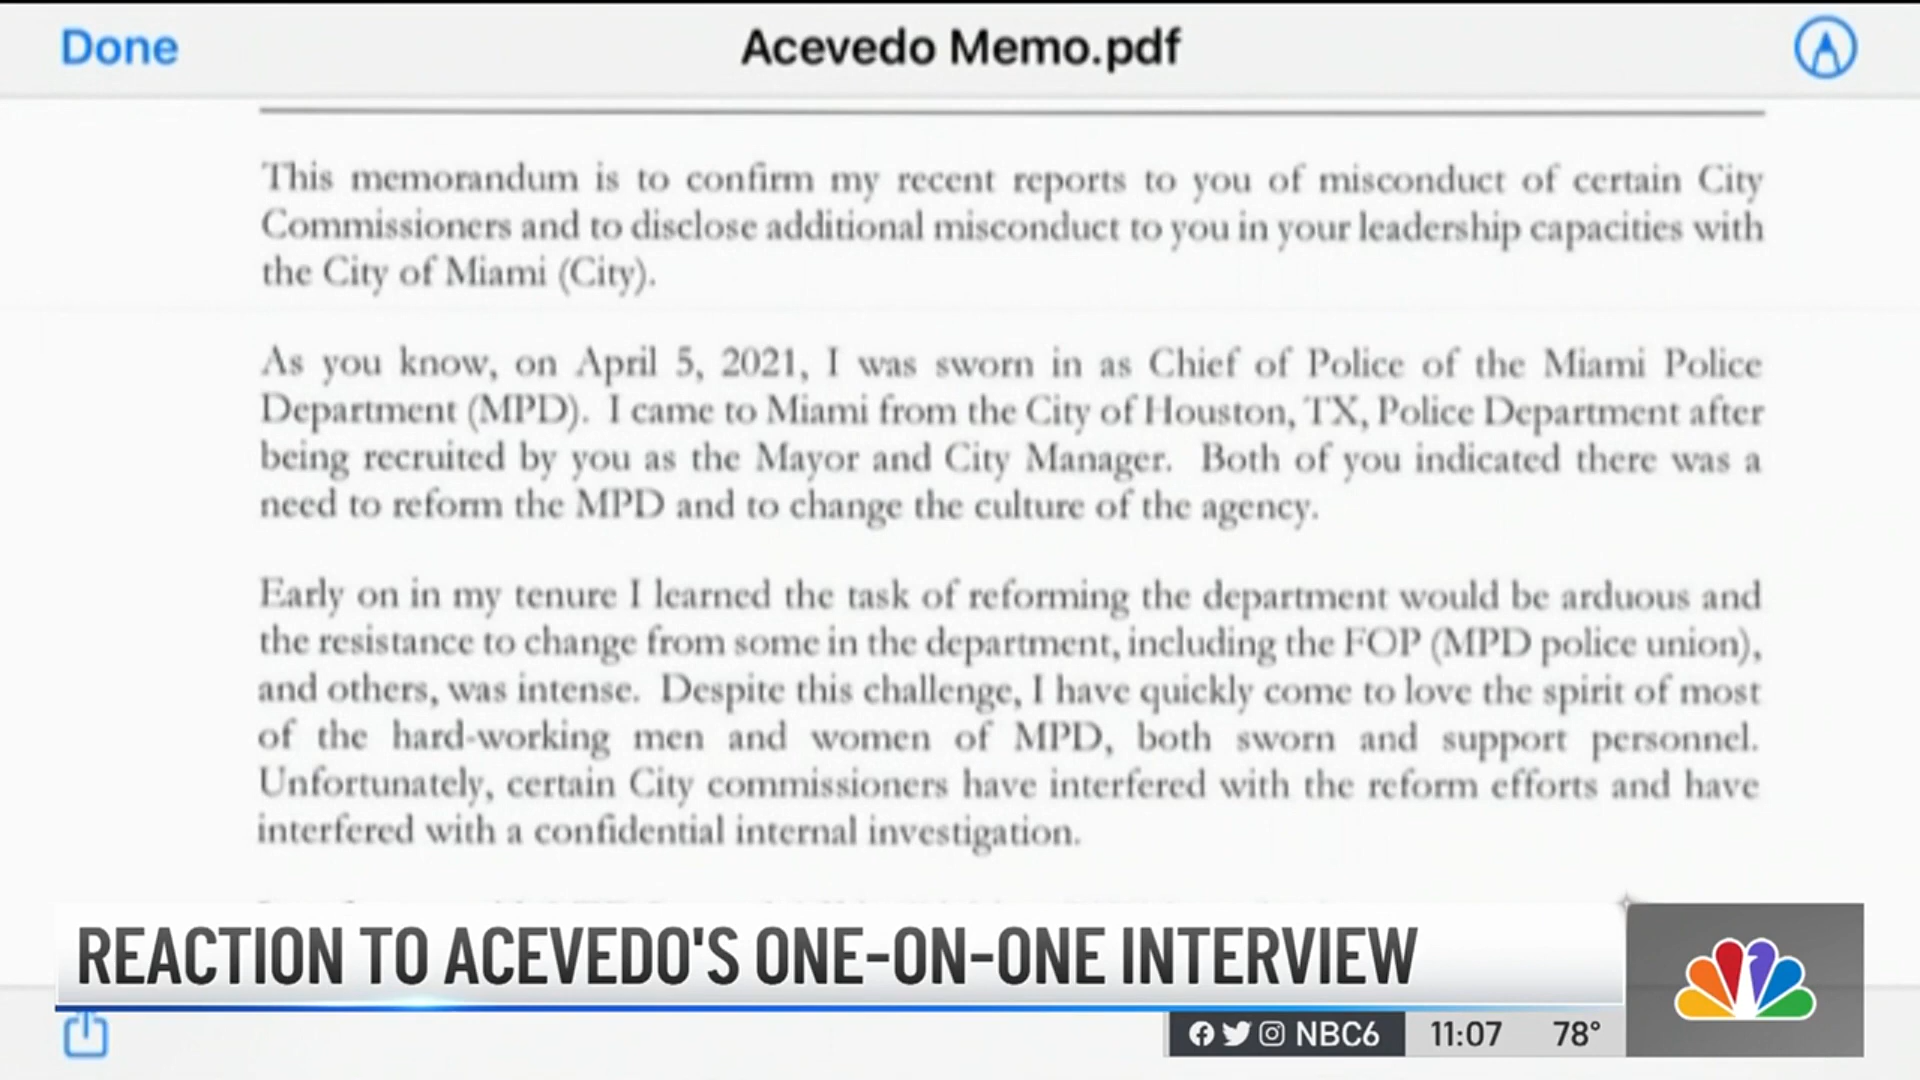 Done
Acevedo Memo.pdf
This memorandum is to confirm my recent reports to you of misconduct of certain City
Commissioners and to disclose additional misconduct to you in your leadership capacities with
the City of Miami (City).
As you know, on April 5, 2021, I was sworn in as Chief of Police of the Miami Police
Department (MPD). I came to Miami from the City of Houston, TX, Police Department after
being recruited by you as the Mayor and City Manager. Both of you indicated there was a
need to reform the MPD and to change the culture of the agency.
Early on in my tenure I learned the task of reforming the department would be arduous and
the resistance to change from some in the department, including the FOP (MPD police union),
and others, was intense. Despite this challenge, I have quickly come to love the spirit of most
of the hard-working men and women of MPD, both sworn and support personnel.
Unfortunately, certain City commissioners have interfered with the reform efforts and have
interfered with a confidential internal investigation.
REACTION TO ACEVEDO'S ONE-ON-ONE INTERVIEW
NBC6 11:07 78°